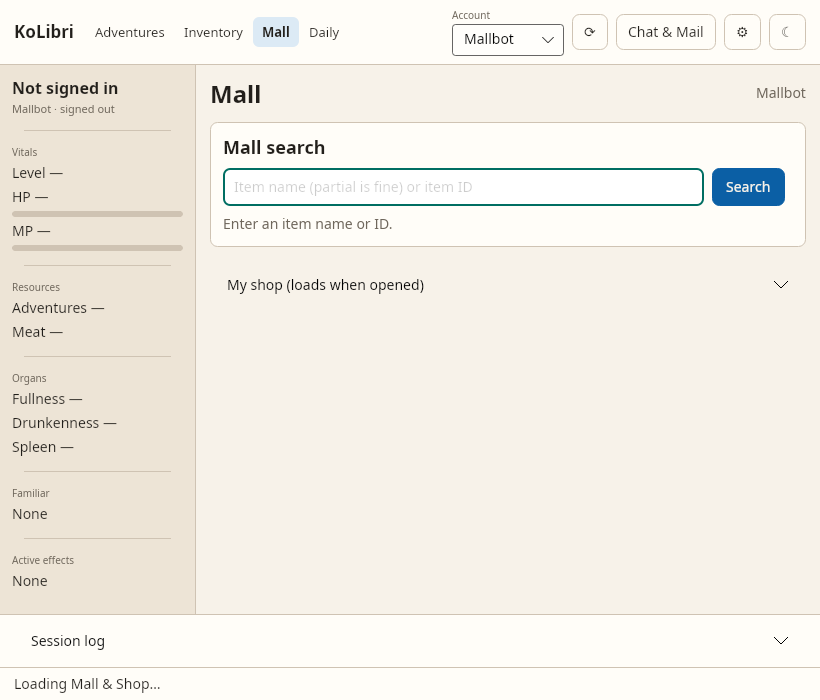 KoLibri
Adventures
Inventory
Mall
Daily
Account
Mallbot
Chat & Mail
Not signed in
Mallbot · signed out
Vitals
Level —
HP —
MP —
Resources
Adventures —
Meat —
Organs
Fullness —
Drunkenness —
Spleen —
Familiar
None
Active effects
None
Mall
Mallbot
Mall search
Item name (partial is fine) or item ID
Search
Enter an item name or ID.
My shop (loads when opened)
Session log
Loading Mall & Shop...